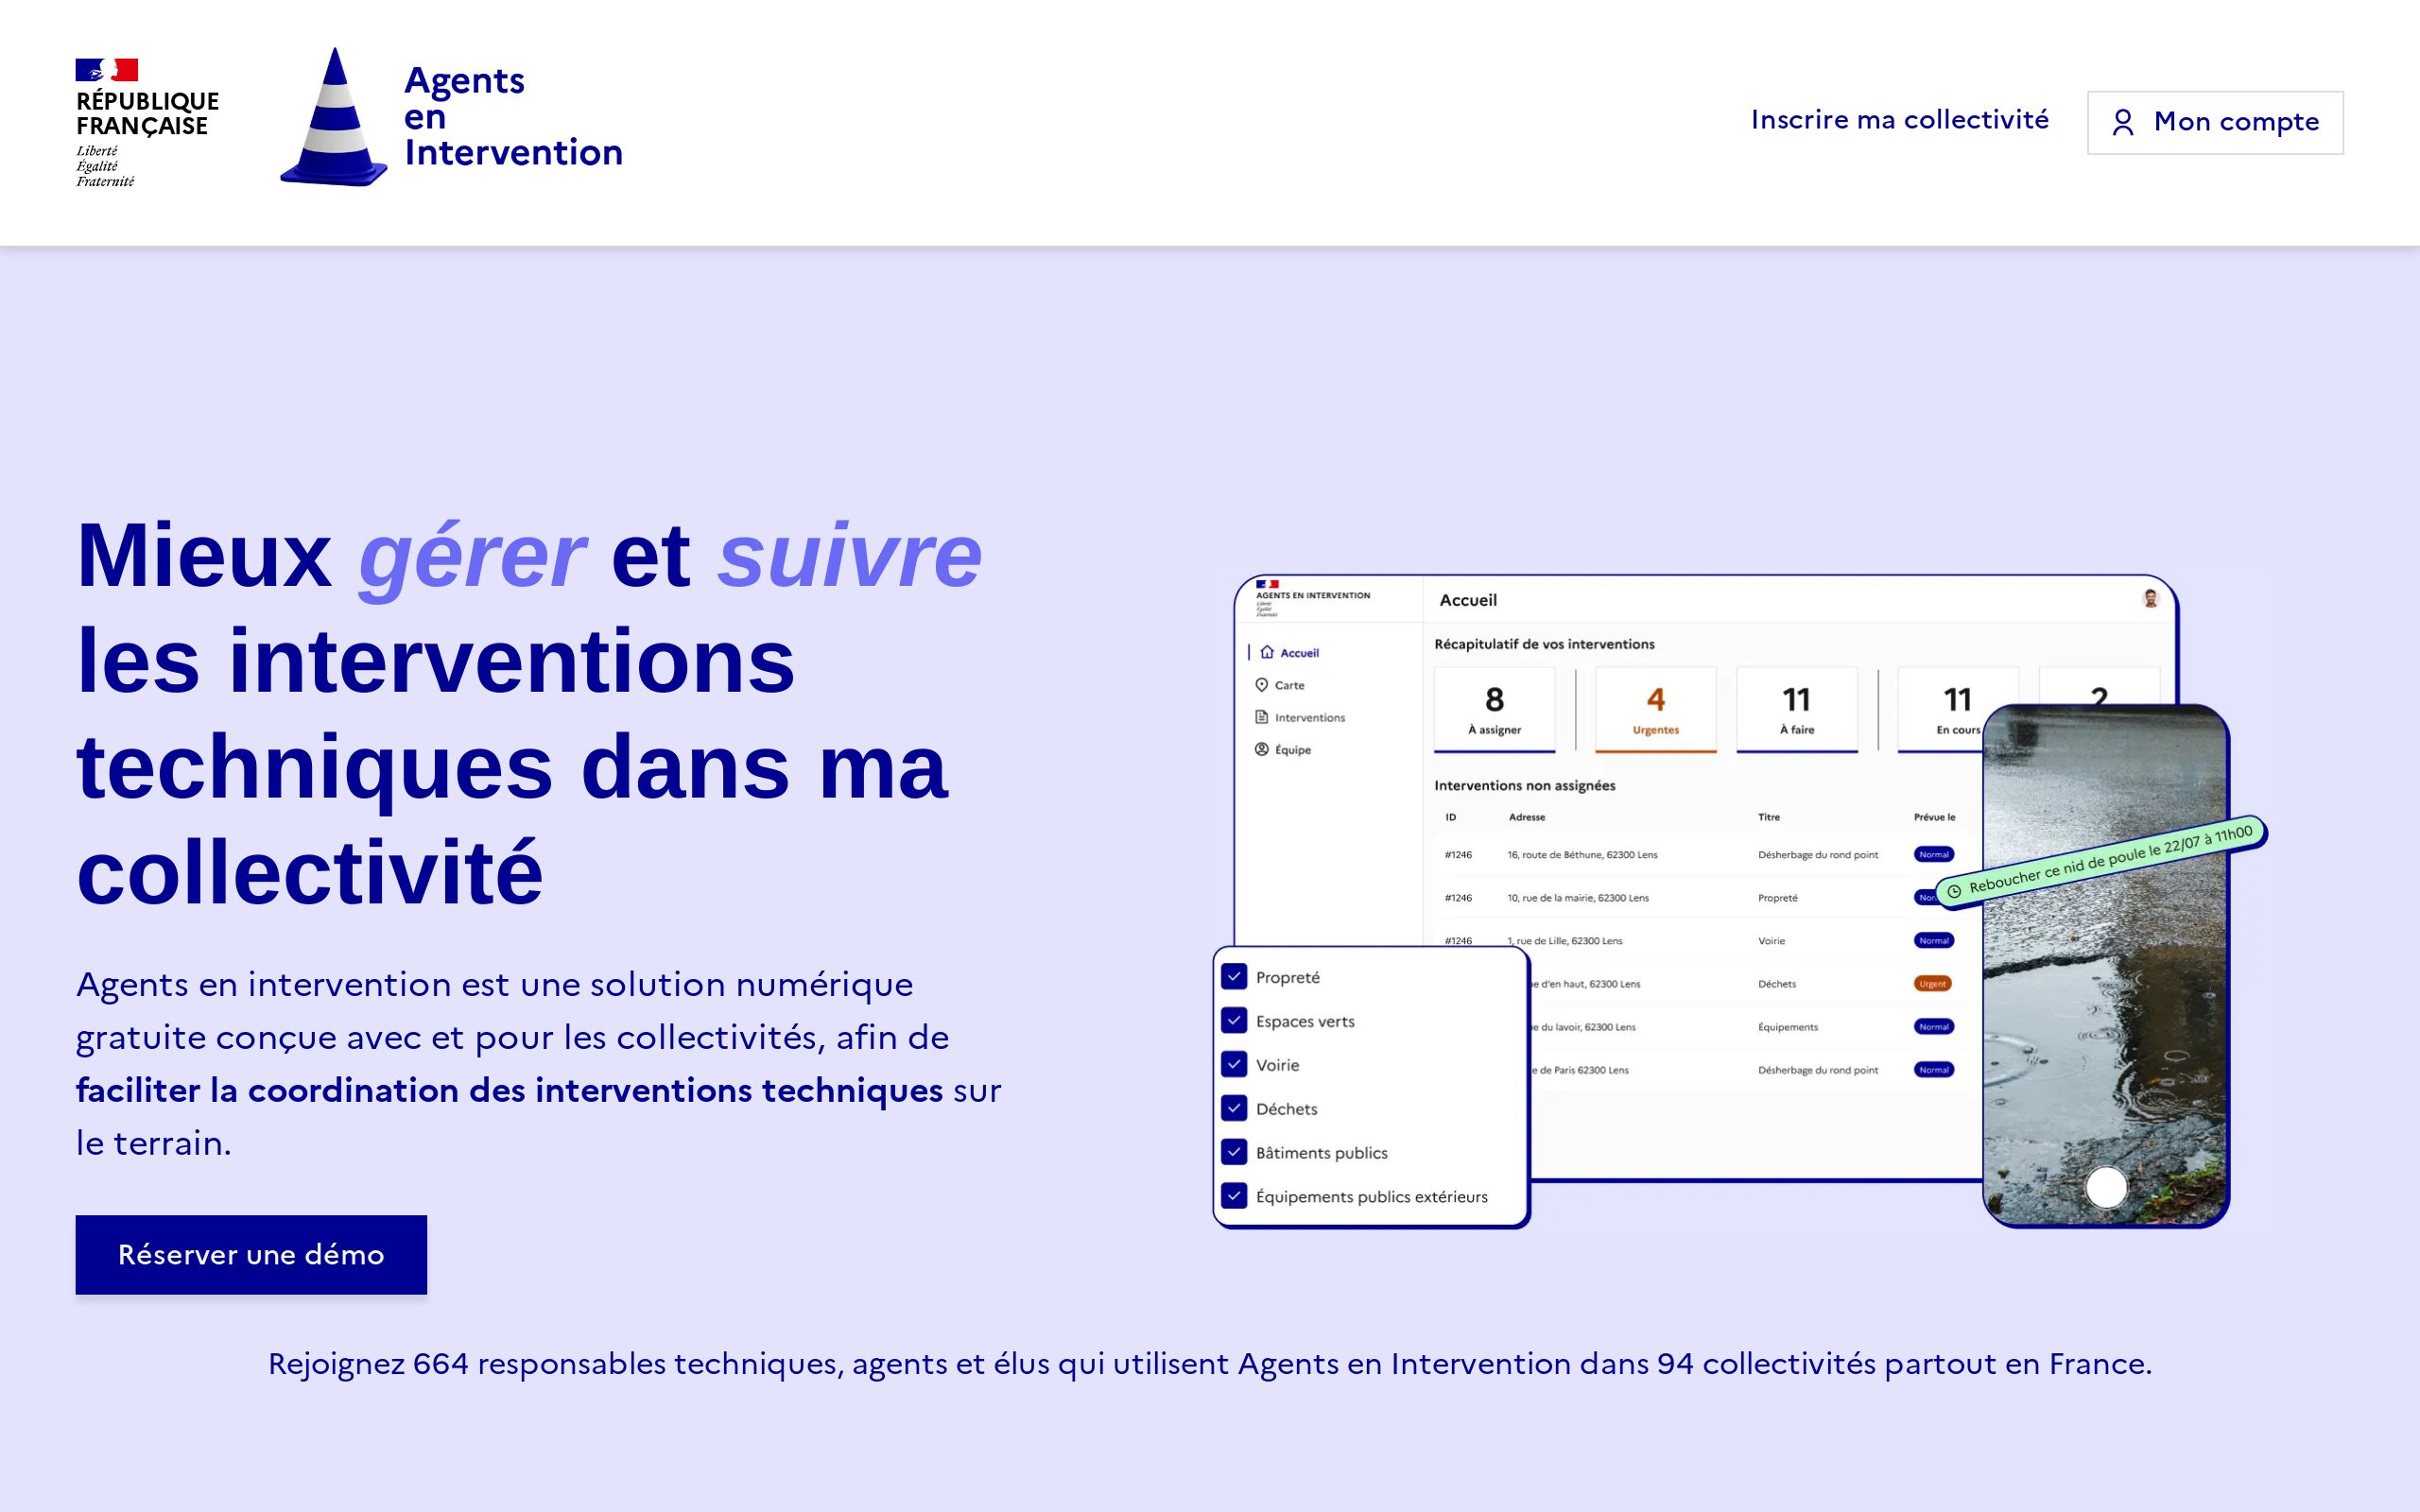 RÉPUBLIQUE
FRANÇAISE
Liberté
Égalité
Fraternité
Agents
en
Intervention
Inscrire ma collectivité
Mon compte
Mieux gérer et suivre
les interventions
techniques dans ma
collectivité
Agents en intervention est une solution numérique
gratuite conçue avec et pour les collectivités, afin de
faciliter la coordination des interventions techniques sur
le terrain.
Réserver une démo
AGENTS EN INTERVENTION
Liberté
Égalité
Fraternité
Accueil
Accueil
Carte
Interventions
Équipe
Récapitulatif de vos interventions
8
À assigner
4
Urgentes
11
À faire
11
En cours
2
Interventions non assignées
ID Adresse Titre Prévue le
#1246 16, route de Béthune, 62300 Lens Désherbage du rond point Normal
#1246 10, rue de la mairie, 62300 Lens Propreté
#1246 1, rue de Lille, 62300 Lens Voirie Normal
d'en haut, 62300 Lens Déchets Urgent
du lavoir, 62300 Lens Équipements Normal
de Paris 62300 Lens Désherbage du rond point Normal
Reboucher ce nid de poule le 22/07 à 11h00
Propreté
Espaces verts
Voirie
Déchets
Bâtiments publics
Équipements publics extérieurs
Rejoignez 664 responsables techniques, agents et élus qui utilisent Agents en Intervention dans 94 collectivités partout en France.